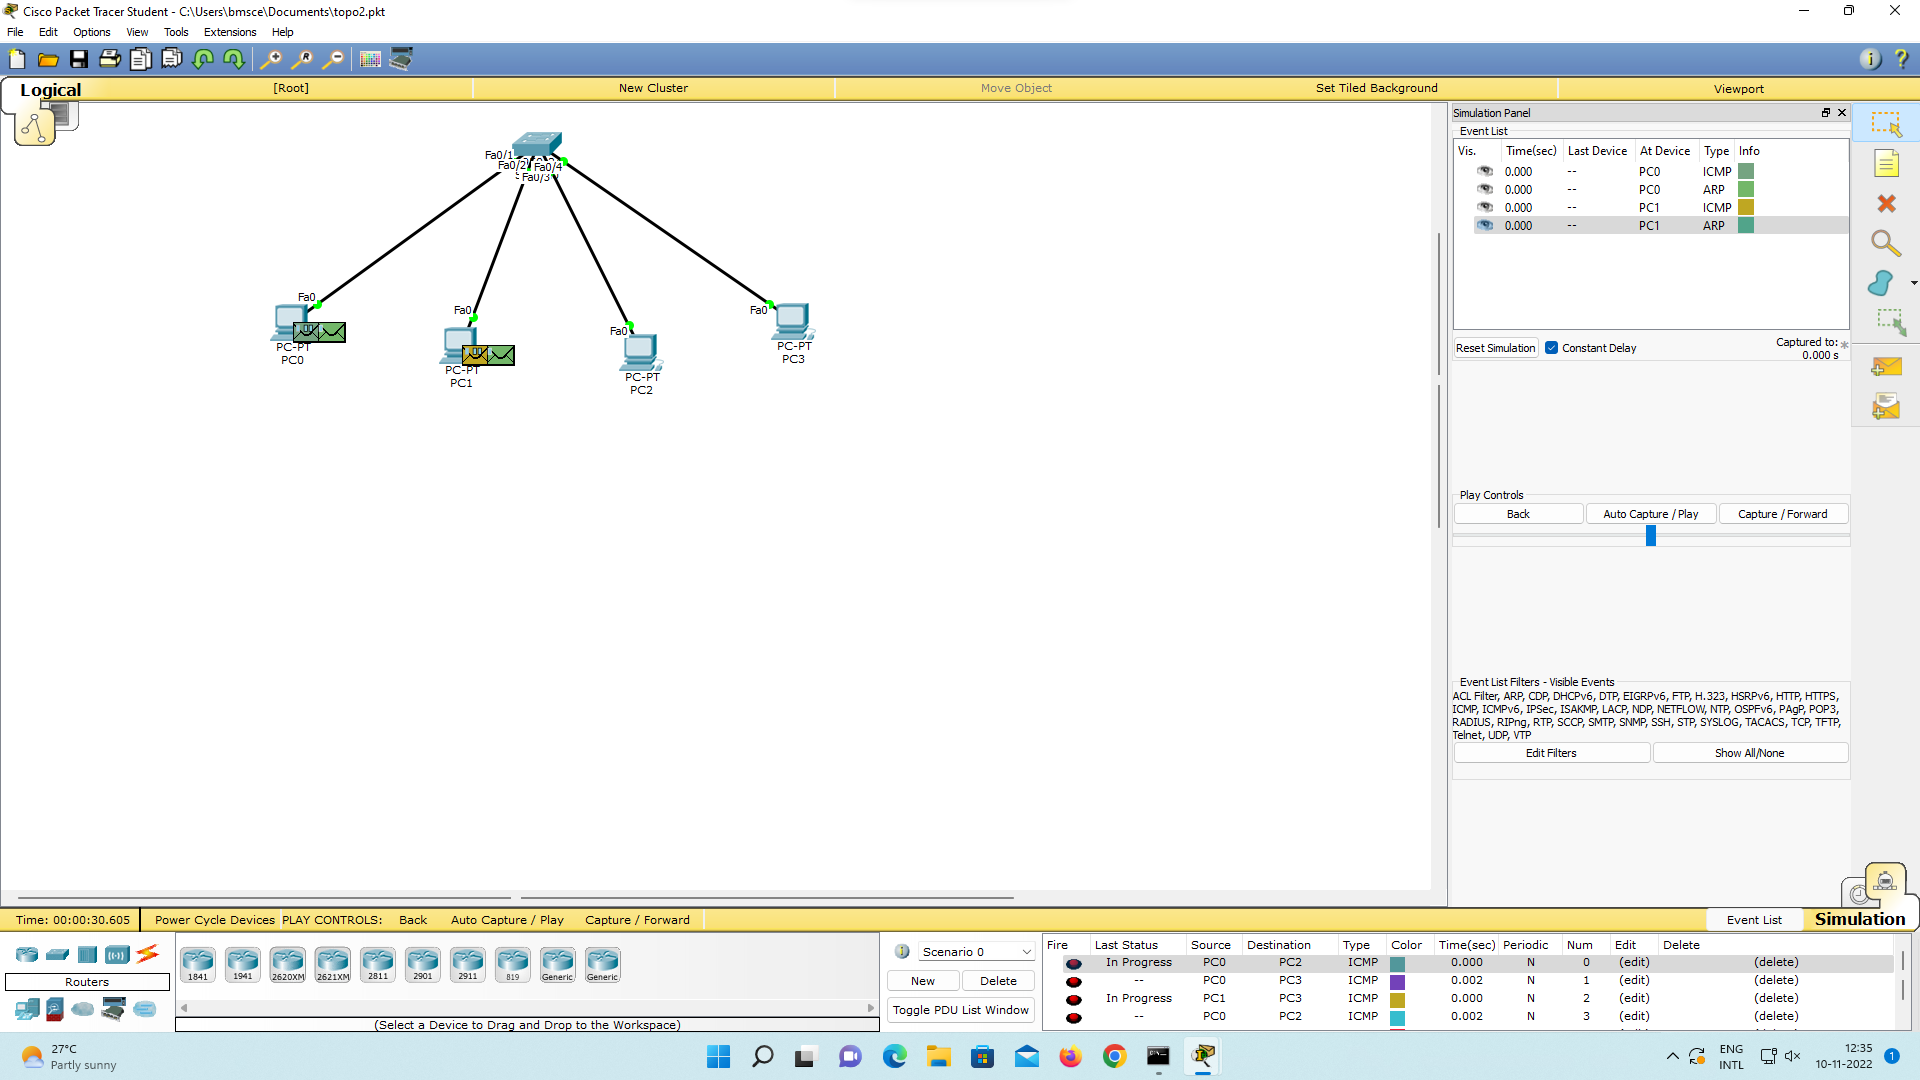 Cisco Packet Tracer Student - C:\Users\bmsce\Documents\topo2.pkt
File Edit Options View Tools Extensions Help
Logical [Root] New Cluster Move Object Set Tiled Background Viewport
Simulation Panel
Event List
Vis. Time(sec) Last Device At Device Type Info
0.000 -- PC0 ICMP
0.000 -- PC0 ARP
0.000 -- PC1 ICMP
0.000 -- PC1 ARP
Reset Simulation Constant Delay Captured to: *
0.000 s
Fa0/1
Fa0/2
Fa0/4
Fa0/3
Fa0
PC-PT
PC0
Fa0
PC-PT
PC1
Fa0
PC-PT
PC2
Fa0
PC-PT
PC3
Play Controls
Back Auto Capture / Play Capture / Forward
Event List Filters - Visible Events
ACL Filter, ARP, CDP, DHCPv6, DTP, EIGRPv6, FTP, H.323, HSRPv6, HTTP, HTTPS,
ICMP, ICMPv6, IPSec, ISAKMP, LACP, NDP, NETFLOW, NTP, OSPFv6, PAgP, POP3,
RADIUS, RIPng, RTP, SCCP, SMTP, SNMP, SSH, STP, SYSLOG, TACACS, TCP, TFTP,
Telnet, UDP, VTP
Edit Filters Show All/None
Time: 00:00:30.605 Power Cycle Devices PLAY CONTROLS: Back Auto Capture / Play Capture / Forward Event List Simulation
Routers
1841 1941 2620XM 2621XM 2811 2901 2911 819 Generic Generic
(Select a Device to Drag and Drop to the Workspace)
Scenario 0
New Delete
Toggle PDU List Window
Fire Last Status Source Destination Type Color Time(sec) Periodic Num Edit Delete
In Progress PC0 PC2 ICMP 0.000 N 0 (edit) (delete)
-- PC0 PC3 ICMP 0.002 N 1 (edit) (delete)
In Progress PC1 PC3 ICMP 0.000 N 2 (edit) (delete)
-- PC0 PC2 ICMP 0.002 N 3 (edit) (delete)
27°C
Partly sunny
ENG
INTL
12:35
10-11-2022
1